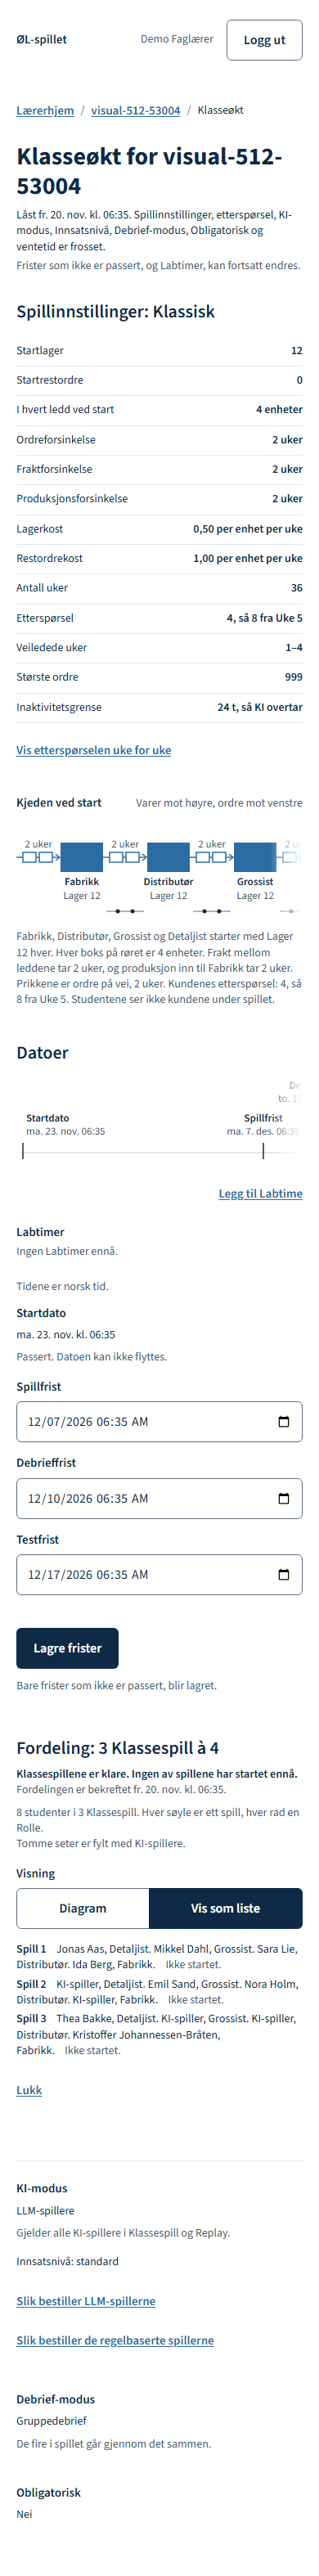 ØL-spillet
Demo Faglærer
Logg ut
Lærerhjem / visual-512-53004 / Klasseøkt
Klasseøkt for visual-512-
53004
Låst fr. 20. nov. kl. 06:35. Spillinnstillinger, etterspørsel, KI-
modus, Innsatsnivå, Debrief-modus, Obligatorisk og
ventetid er frosset.
Frister som ikke er passert, og Labtimer, kan fortsatt endres.
Spillinnstillinger: Klassisk
Startlager 12
Startrestordre 0
I hvert ledd ved start 4 enheter
Ordreforsinkelse 2 uker
Fraktforsinkelse 2 uker
Produksjonsforsinkelse 2 uker
Lagerkost 0,50 per enhet per uke
Restordrekost 1,00 per enhet per uke
Antall uker 36
Etterspørsel 4, så 8 fra Uke 5
Veiledede uker 1–4
Største ordre 999
Inaktivitetsgrense 24 t, så KI overtar
Vis etterspørselen uke for uke
Kjeden ved start Varer mot høyre, ordre mot venstre
2 uker 2 uker 2 uker 2 u
Fabrikk Distributør Grossist
Lager 12 Lager 12 Lager 12
Fabrikk, Distributør, Grossist og Detaljist starter med Lager
12 hver. Hver boks på røret er 4 enheter. Frakt mellom
leddene tar 2 uker, og produksjon inn til Fabrikk tar 2 uker.
Prikkene er ordre på vei, 2 uker. Kundenes etterspørsel: 4, så
8 fra Uke 5. Studentene ser ikke kundene under spillet.
Datoer
De
to. 10
Startdato Spillfrist
ma. 23. nov. 06:35 ma. 7. des. 06:35
Legg til Labtime
Labtimer
Ingen Labtimer ennå.
Tidene er norsk tid.
Startdato
ma. 23. nov. kl. 06:35
Passert. Datoen kan ikke flyttes.
Spillfrist
12/07/2026 06:35 AM
Debrieffrist
12/10/2026 06:35 AM
Testfrist
12/17/2026 06:35 AM
Lagre frister
Bare frister som ikke er passert, blir lagret.
Fordeling: 3 Klassespill à 4
Klassespillene er klare. Ingen av spillene har startet ennå.
Fordelingen er bekreftet fr. 20. nov. kl. 06:35.
8 studenter i 3 Klassespill. Hver søyle er ett spill, hver rad en
Rolle.
Tomme seter er fylt med KI-spillere.
Visning
Diagram Vis som liste
Spill 1 Jonas Aas, Detaljist. Mikkel Dahl, Grossist. Sara Lie,
Distributør. Ida Berg, Fabrikk. Ikke startet.
Spill 2 KI-spiller, Detaljist. Emil Sand, Grossist. Nora Holm,
Distributør. KI-spiller, Fabrikk. Ikke startet.
Spill 3 Thea Bakke, Detaljist. KI-spiller, Grossist. KI-spiller,
Distributør. Kristoffer Johannessen-Bråten,
Fabrikk. Ikke startet.
Lukk
KI-modus
LLM-spillere
Gjelder alle KI-spillere i Klassespill og Replay.
Innsatsnivå: standard
Slik bestiller LLM-spillerne
Slik bestiller de regelbaserte spillerne
Debrief-modus
Gruppedebrief
De fire i spillet går gjennom det sammen.
Obligatorisk
Nei